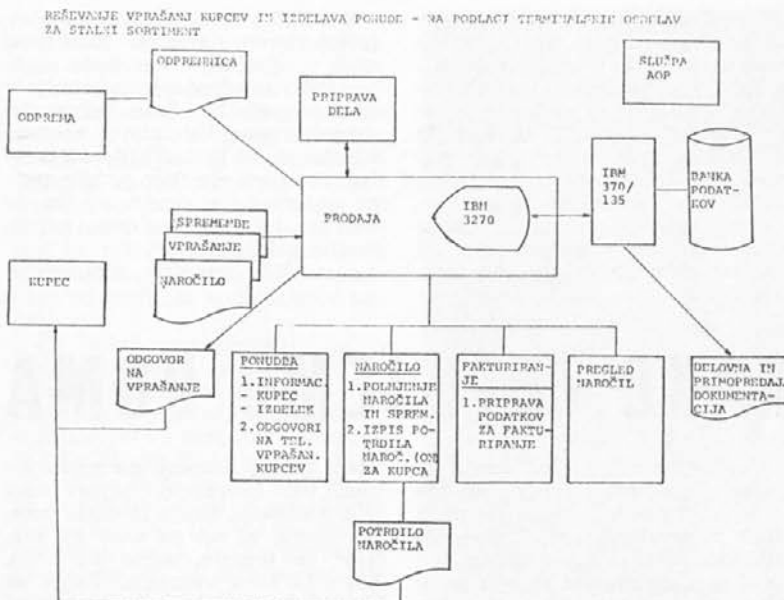 REŠEVANJE VPRAŠANJ KUPCEV IN IZDELAVA PONUDB - NA PODLAGI TERMINALSKIH OBDELAV
ZA STALNI SORTIMENT
ODPREMNICA
SLUŽBA
AOP
ODPREMA
PRIPRAVA
DELA
IBM
370/
135
BANKA
PODAT-
KOV
PRODAJA
IBM
3270
SPREMEMBE
VPRAŠANJE
NAROČILO
KUPEC
ODGOVOR
NA
VPRAŠANJE
PONUDBA
1. INFORMAC.
- KUPEC
- IZDELEK
2. ODGOVORI
NA TEL.
VPRAŠAN.
KUPCEV
NAROČILO
1. POLNJENJE
NAROČILA
IN SPREM.
2. IZPIS PO-
TRDILA
NAROČ. (ON)
ZA KUPCA
FAKTURIRAN-
JE
1. PRIPRAVA
PODATKOV
ZA FAKTU-
RIRANJE
PREGLED
NAROČIL
DELOVNA IN
PRIMOPREDAJ.
DOKUMENTA-
CIJA
POTRDILO
NAROČILA